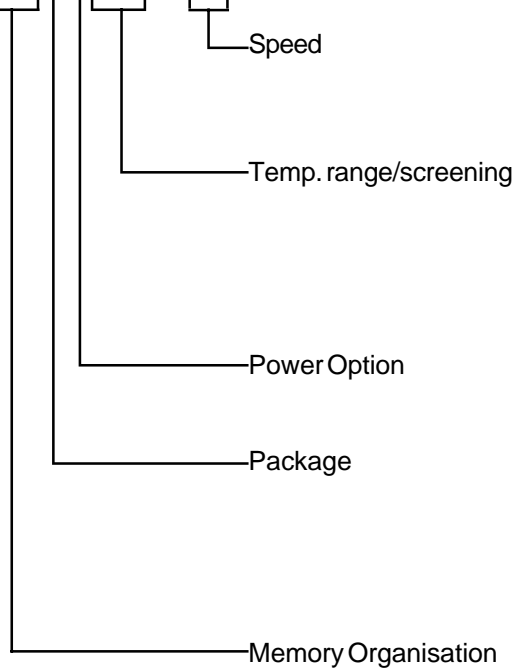 Speed
Temp. range/screening
Power Option
Package
Memory Organisation